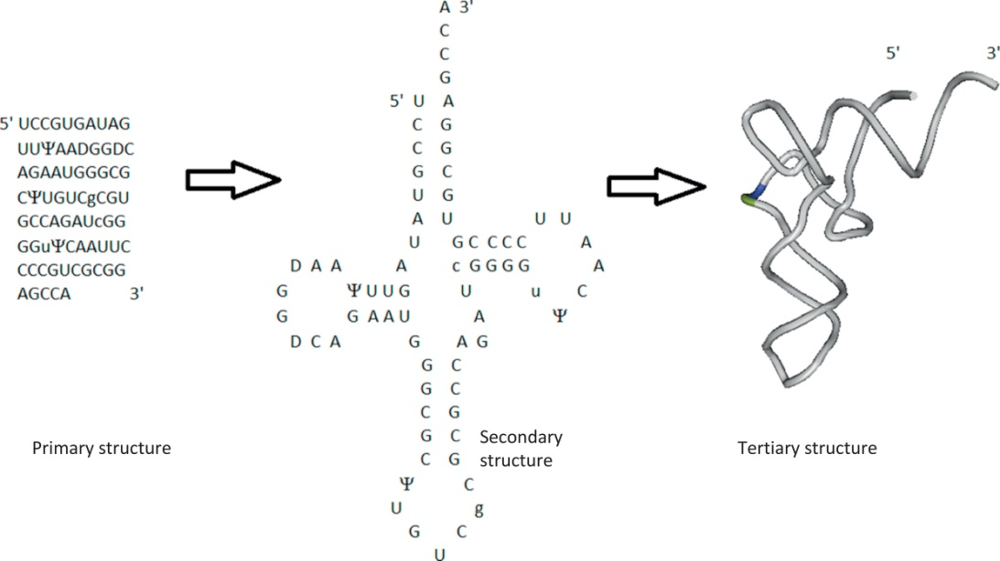 A 3'
C
C
G
5' U A
C G
C G
G C
U G
A U U U
U G C C C C A
D A A A c G G G G A
G Ψ U U G U u C
G G A A U A Ψ
D C A G A G
G C
G C
C G
G C
C G
Ψ C
U g
G C
U
5' UCCGUGAUAG
UUΨAADGGDC
AGAAUGGGCG
CΨUGUCgCGU
GCCAGAUcGG
GGuΨCAAUUC
CCCGUCGCGG
AGCCA 3'
5' 3'
Primary structure
Secondary
structure
Tertiary structure